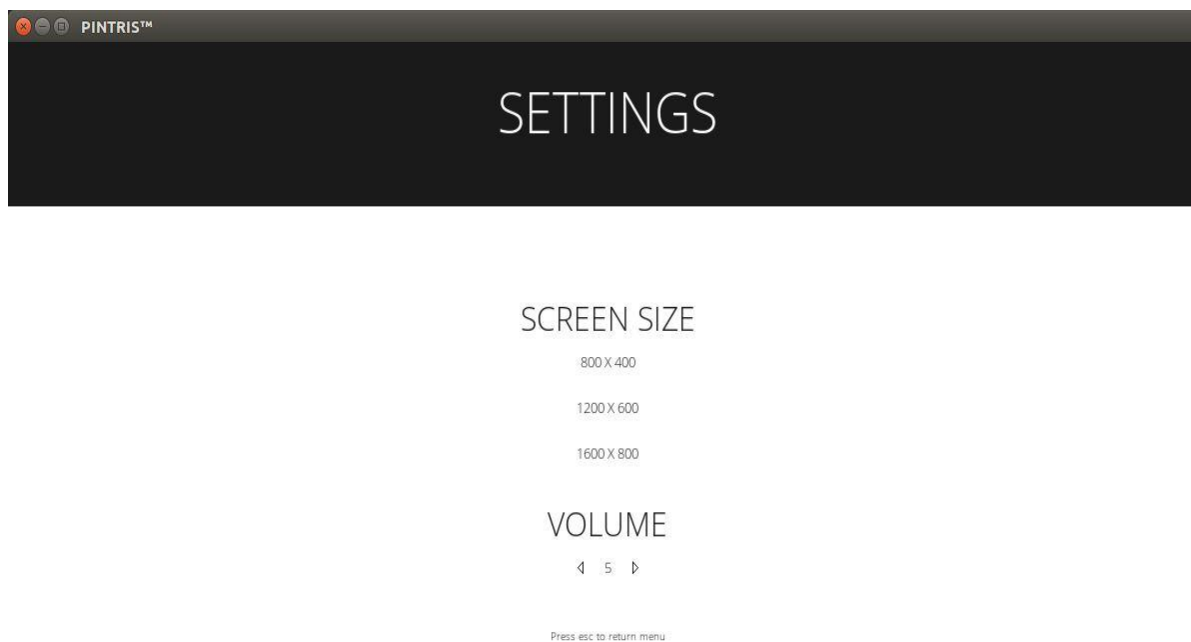 PINTRIS™
SETTINGS
SCREEN SIZE
800 X 400
1200 X 600
1600 X 800
VOLUME
5
Press esc to return menu